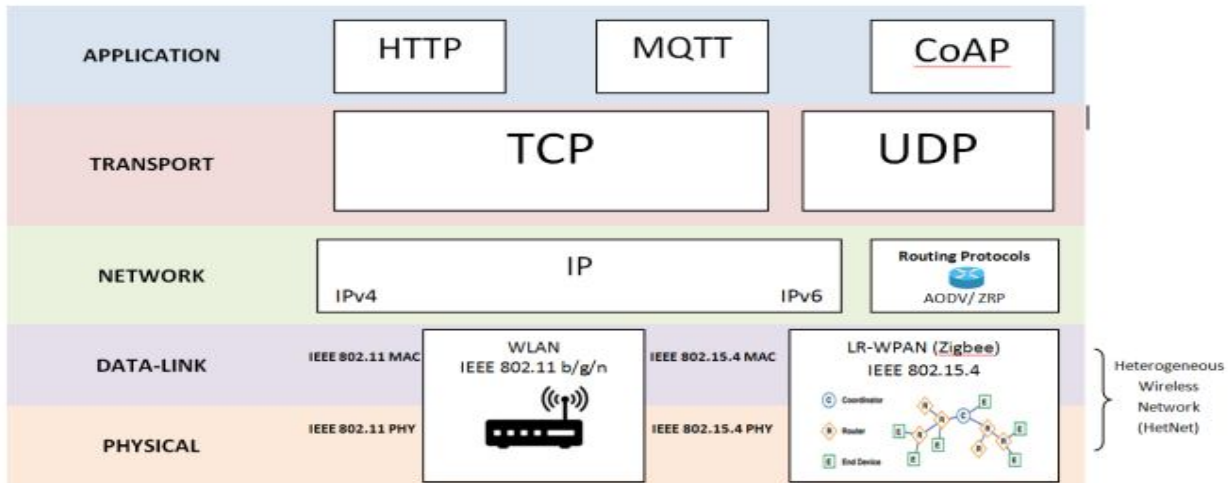 APPLICATION
HTTP
MQTT
CoAP
TRANSPORT
TCP
UDP
NETWORK
IP
IPv4
IPv6
Routing Protocols
AODV/ ZRP
DATA-LINK
IEEE 802.11 MAC
WLAN
IEEE 802.11 b/g/n
IEEE 802.15.4 MAC
LR-WPAN (Zigbee)
IEEE 802.15.4
PHYSICAL
IEEE 802.11 PHY
IEEE 802.15.4 PHY
C Coordinator
R Router
E End Device
R
C
E
R
R
R
E
E
R
E
E
R
E
Heterogeneous
Wireless
Network
(HetNet)